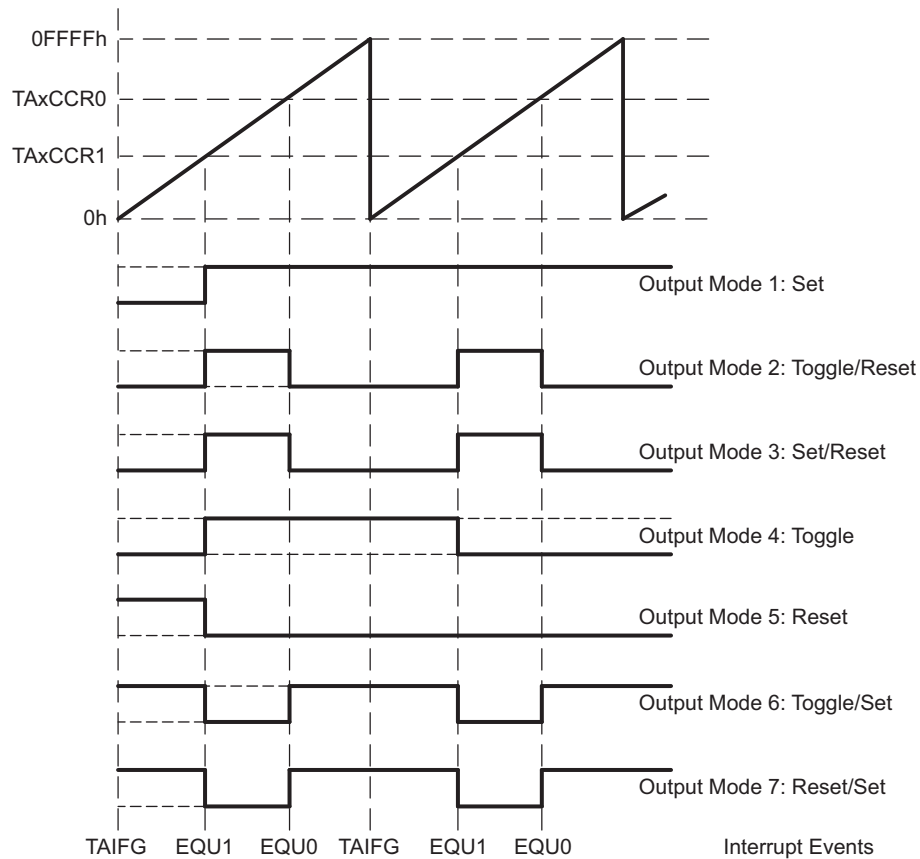 0FFFFh
TAxCCR0
TAxCCR1
0h
Output Mode 1: Set
Output Mode 2: Toggle/Reset
Output Mode 3: Set/Reset
Output Mode 4: Toggle
Output Mode 5: Reset
Output Mode 6: Toggle/Set
Output Mode 7: Reset/Set
TAIFG EQU1 EQU0 TAIFG EQU1 EQU0 Interrupt Events